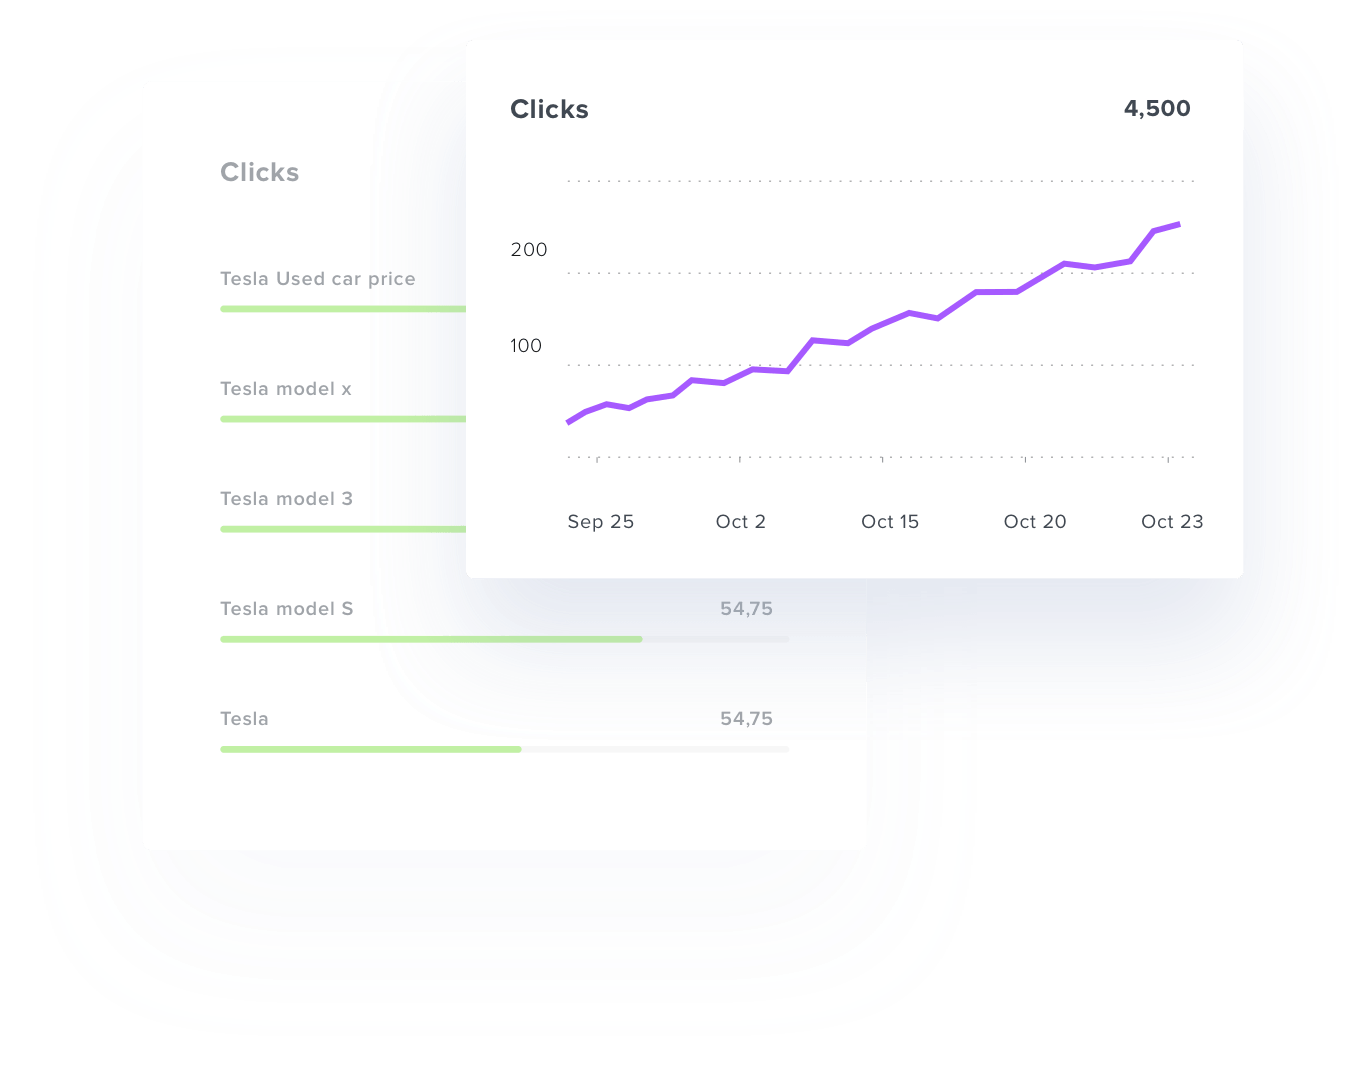 Clicks
4,500
200
100
Sep 25
Oct 2
Oct 15
Oct 20
Oct 23
Clicks
Tesla Used car price
Tesla model x
Tesla model 3
Tesla model S
54,75
Tesla
54,75